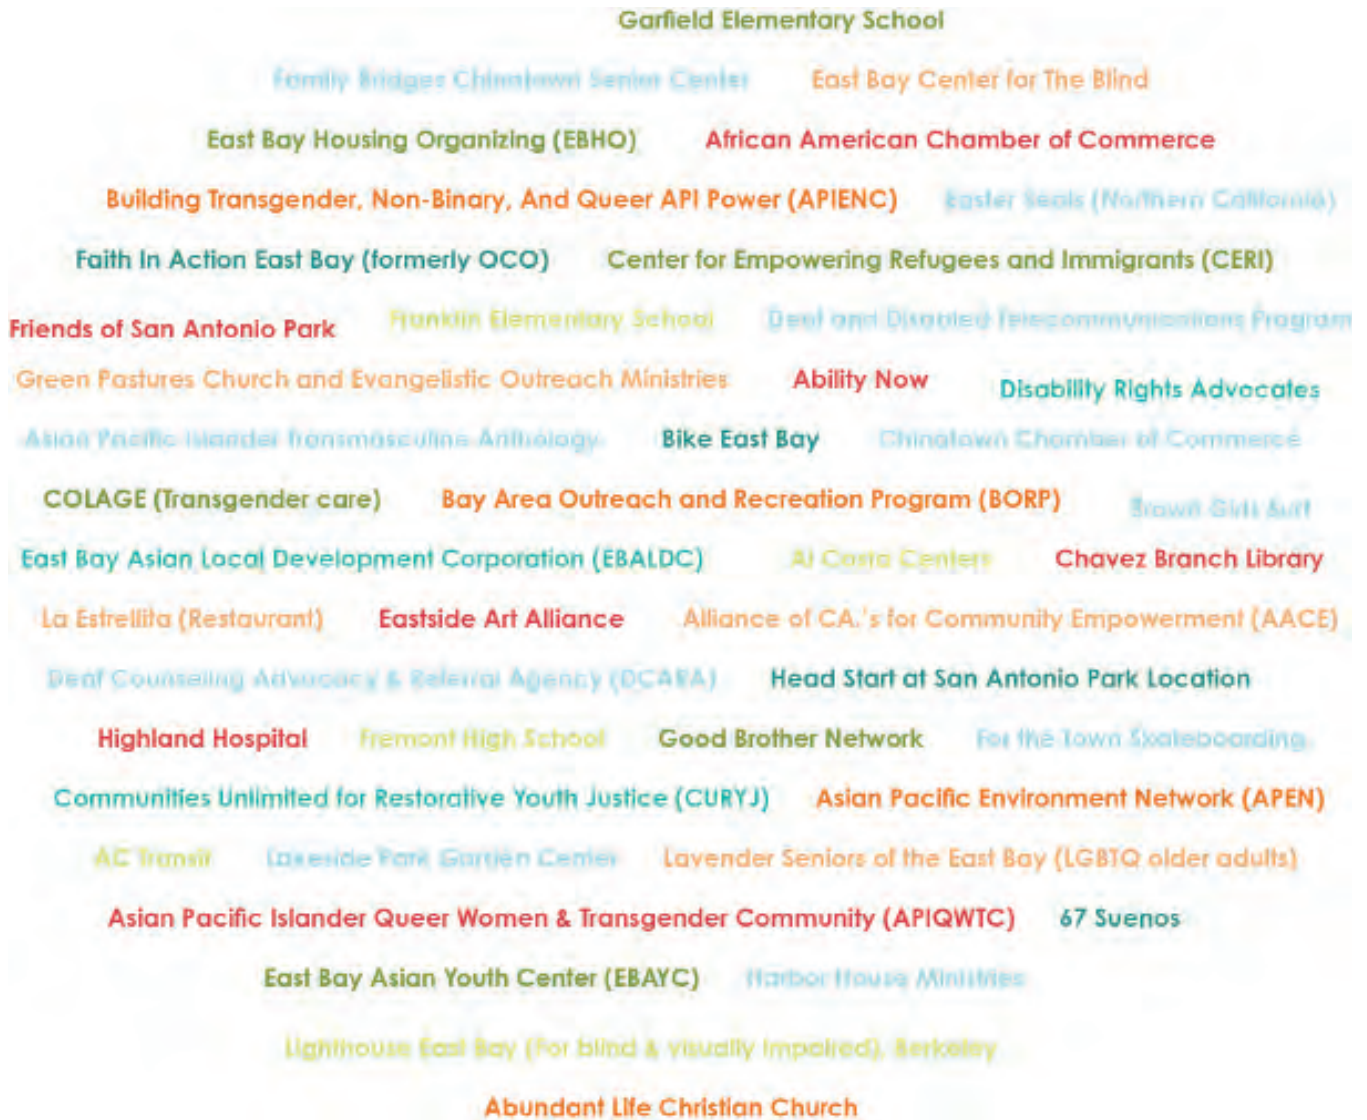 Garfield Elementary School
Family Bridges Chinatown Senior Center East Bay Center for The Blind
East Bay Housing Organizing (EBHO) African American Chamber of Commerce
Building Transgender, Non-Binary, And Queer API Power (APIENC) Easter Seals (Northern California)
Faith In Action East Bay (formerly OCO) Center for Empowering Refugees and Immigrants (CERI)
Friends of San Antonio Park Franklin Elementary School Deaf and Disabled Telecommunications Program
Green Pastures Church and Evangelistic Outreach Ministries Ability Now Disability Rights Advocates
Asian Pacific Islander Transmasculine Anthology Bike East Bay Chinatown Chamber of Commerce
COLAGE (Transgender care) Bay Area Outreach and Recreation Program (BORP) Brown Girls Surf
East Bay Asian Local Development Corporation (EBALDC) Al Costa Centers Chavez Branch Library
La Estrellita (Restaurant) Eastside Art Alliance Alliance of CA.'s for Community Empowerment (AACE)
Deaf Counseling Advocacy & Referral Agency (DCARA) Head Start at San Antonio Park Location
Highland Hospital Fremont High School Good Brother Network For the Town Skateboarding
Communities Unlimited for Restorative Youth Justice (CURYJ) Asian Pacific Environment Network (APEN)
AC Transit Lakeside Park Garden Center Lavender Seniors of the East Bay (LGBTQ older adults)
Asian Pacific Islander Queer Women & Transgender Community (APIQWTC) 67 Suenos
East Bay Asian Youth Center (EBAYC) Harbor House Ministries
Lighthouse East Bay (For blind & visually impaired), Berkeley
Abundant Life Christian Church